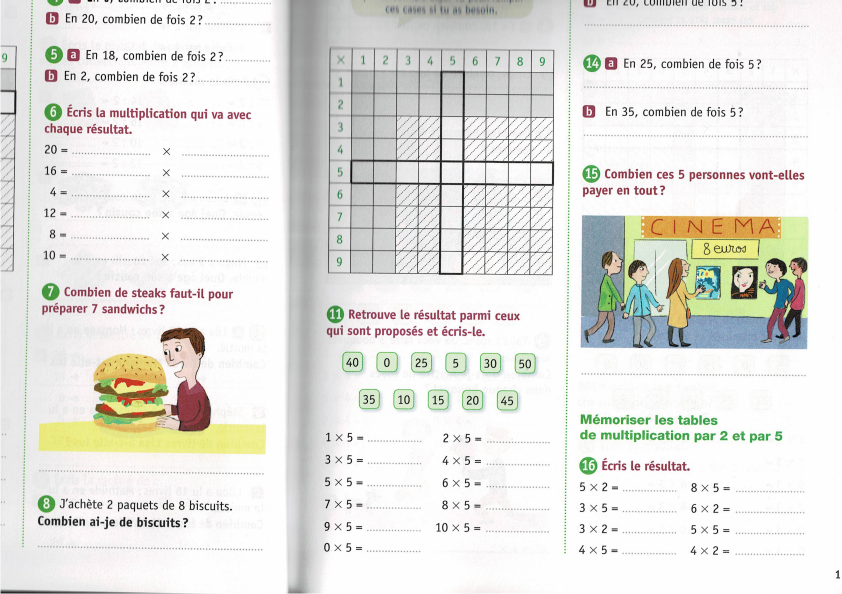 9
b En 20, combien de fois 2 ?
5 a En 18, combien de fois 2 ?
b En 2, combien de fois 2 ?
6 Écris la multiplication qui va avec
chaque résultat.
20 = ... × ...
16 = ... × ...
4 = ... × ...
12 = ... × ...
8 = ... × ...
10 = ... × ...
7 Combien de steaks faut-il pour
préparer 7 sandwichs ?
8 J'achète 2 paquets de 8 biscuits.
Combien ai-je de biscuits ?
ces cases si tu as besoin.
× 1 2 3 4 5 6 7 8 9
1
2
3
4
5
6
7
8
9
11 Retrouve le résultat parmi ceux
qui sont proposés et écris-le.
40 0 25 5 30 50
35 10 15 20 45
1 × 5 = ... 2 × 5 = ...
3 × 5 = ... 4 × 5 = ...
5 × 5 = ... 6 × 5 = ...
7 × 5 = ... 8 × 5 = ...
9 × 5 = ... 10 × 5 = ...
0 × 5 = ...
b En 20, combien de fois 5 ?
14 a En 25, combien de fois 5 ?
b En 35, combien de fois 5 ?
15 Combien ces 5 personnes vont-elles
payer en tout ?
CINEMA
8 euros
Mémoriser les tables
de multiplication par 2 et par 5
16 Écris le résultat.
5 × 2 = ... 8 × 5 = ...
3 × 5 = ... 6 × 2 = ...
3 × 2 = ... 5 × 5 = ...
4 × 5 = ... 4 × 2 = ...
1